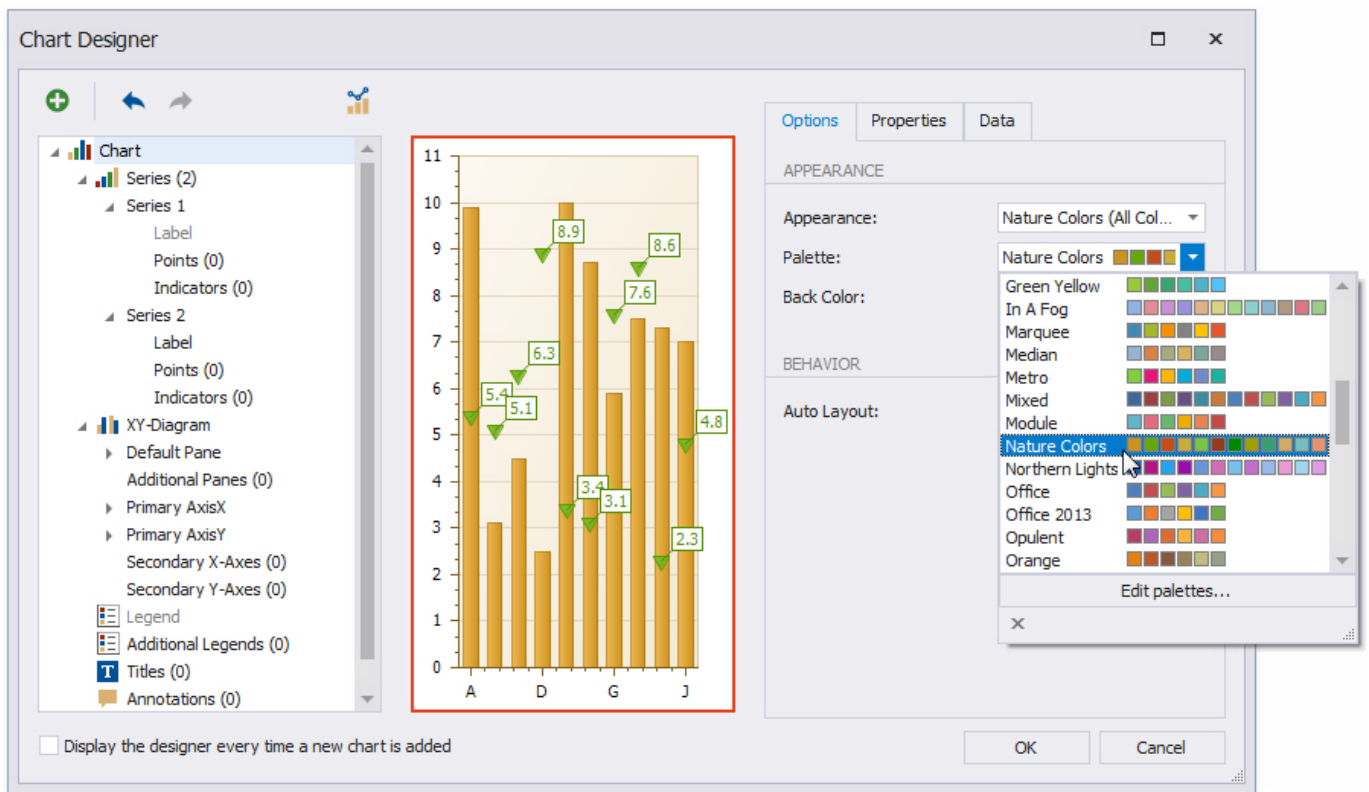 Chart Designer
Chart
Series (2)
Series 1
Label
Points (0)
Indicators (0)
Series 2
Label
Points (0)
Indicators (0)
XY-Diagram
Default Pane
Additional Panes (0)
Primary AxisX
Primary AxisY
Secondary X-Axes (0)
Secondary Y-Axes (0)
Legend
Additional Legends (0)
T Titles (0)
Annotations (0)
11
10
9
8
7
6
5
4
3
2
1
0
8.9
8.6
7.6
6.3
5.4
5.1
4.8
3.4
3.1
2.3
A D G J
Options Properties Data
APPEARANCE
Appearance: Nature Colors (All Col...
Palette: Nature Colors
Back Color:
BEHAVIOR
Auto Layout:
Green Yellow
In A Fog
Marquee
Median
Metro
Mixed
Module
Nature Colors
Northern Lights
Office
Office 2013
Opulent
Orange
Edit palettes...
Display the designer every time a new chart is added
OK Cancel